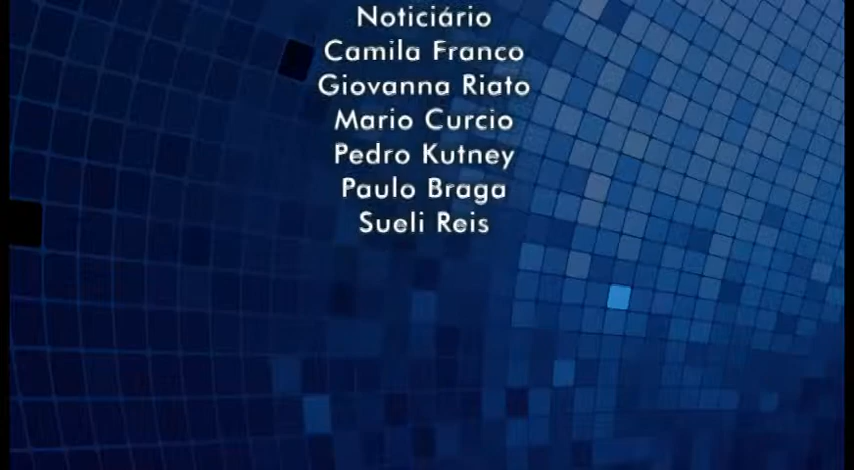 Noticiário
Camila Franco
Giovanna Riato
Mario Curcio
Pedro Kutney
Paulo Braga
Sueli Reis